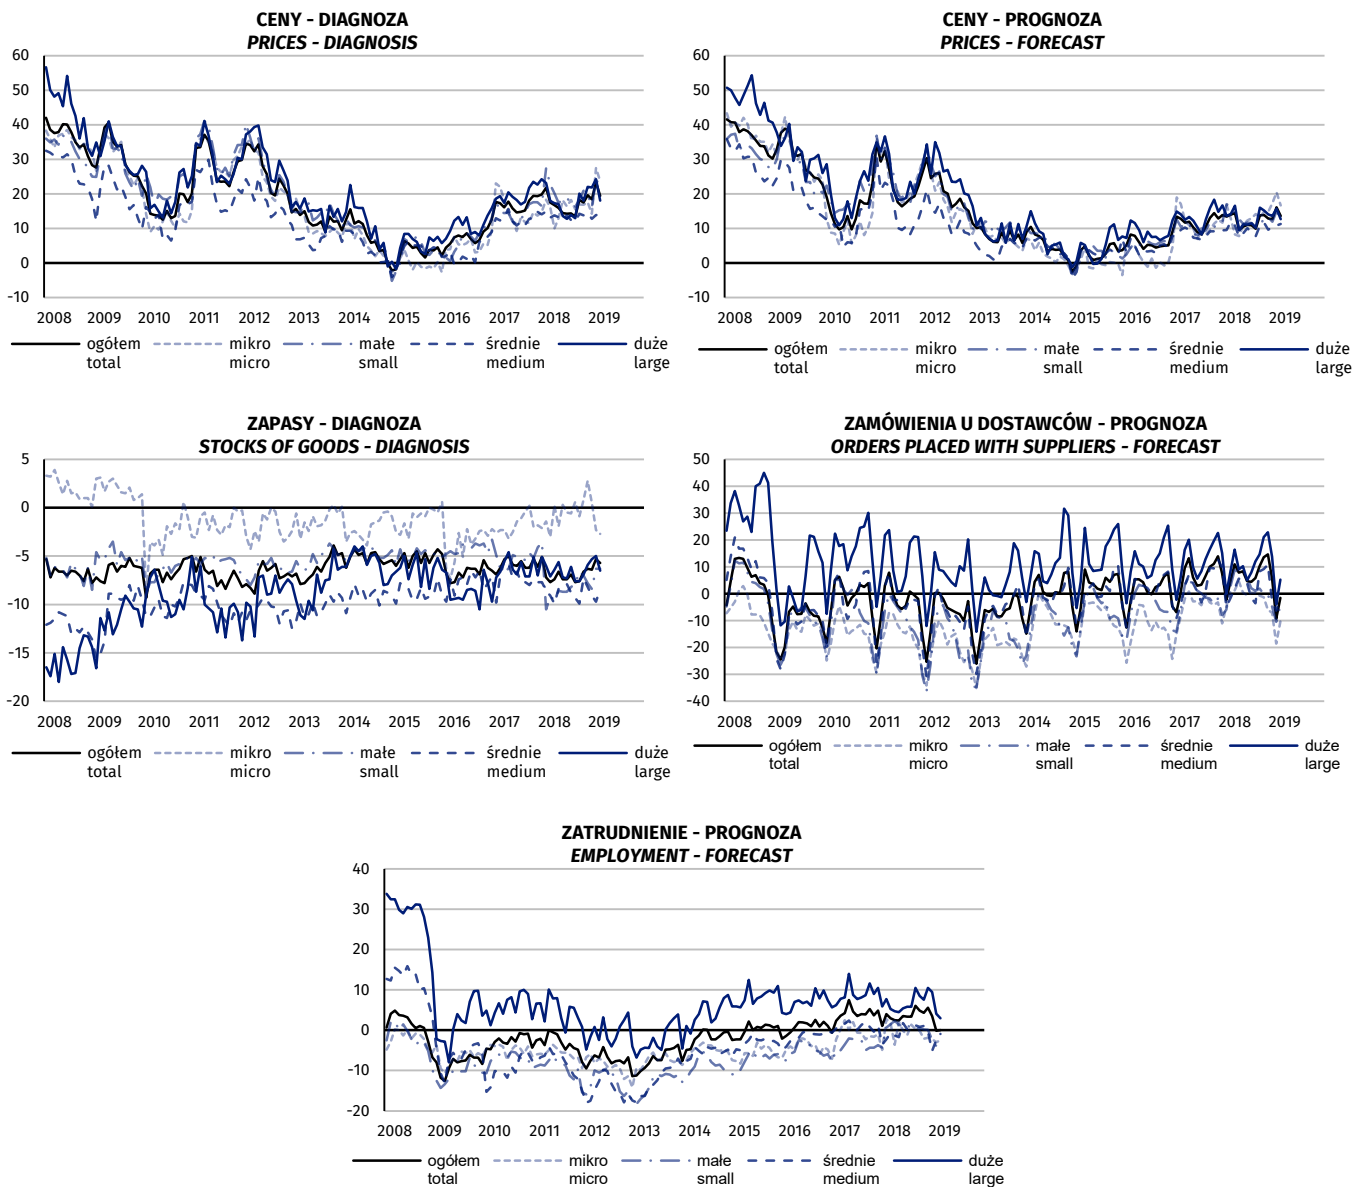 CENY - DIAGNOZA
PRICES - DIAGNOSIS
60
50
40
30
20
10
0
-10
2008 2009 2010 2011 2012 2013 2014 2015 2016 2017 2018 2019
ogółem mikro małe średnie duże
total micro small medium large
CENY - PROGNOZA
PRICES - FORECAST
60
50
40
30
20
10
0
-10
2008 2009 2010 2011 2012 2013 2014 2015 2016 2017 2018 2019
ogółem mikro małe średnie duże
total micro small medium large
ZAPASY - DIAGNOZA
STOCKS OF GOODS - DIAGNOSIS
5
0
-5
-10
-15
-20
2008 2009 2010 2011 2012 2013 2014 2015 2016 2017 2018 2019
ogółem mikro małe średnie duże
total micro small medium large
ZAMÓWIENIA U DOSTAWCÓW - PROGNOZA
ORDERS PLACED WITH SUPPLIERS - FORECAST
50
40
30
20
10
0
-10
-20
-30
-40
2008 2009 2010 2011 2012 2013 2014 2015 2016 2017 2018 2019
ogółem mikro małe średnie duże
total micro small medium large
ZATRUDNIENIE - PROGNOZA
EMPLOYMENT - FORECAST
40
30
20
10
0
-10
-20
2008 2009 2010 2011 2012 2013 2014 2015 2016 2017 2018 2019
ogółem mikro małe średnie duże
total micro small medium large